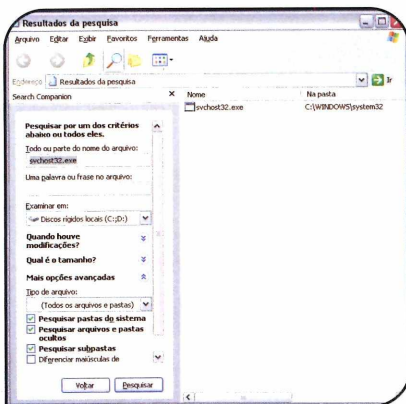 Resultados da pesquisa
Arquivo Editar Exibir Favoritos Ferramentas Ajuda
Endereço Resultados da pesquisa Ir
Search Companion
Nome Na pasta
svchost32.exe C:\WINDOWS\system32
Pesquisar por um dos critérios
abaixo ou todos eles.
Todo ou parte do nome do arquivo:
svchost32.exe
Uma palavra ou frase no arquivo:
Examinar em:
Discos rígidos locais (C:;D:)
Quando houve
modificações?
Qual é o tamanho?
Mais opções avançadas
Tipo de arquivo:
(Todos os arquivos e pastas)
Pesquisar pastas do sistema
Pesquisar arquivos e pastas
ocultos
Pesquisar subpastas
Diferenciar maiúsculas de
Voltar Pesquisar